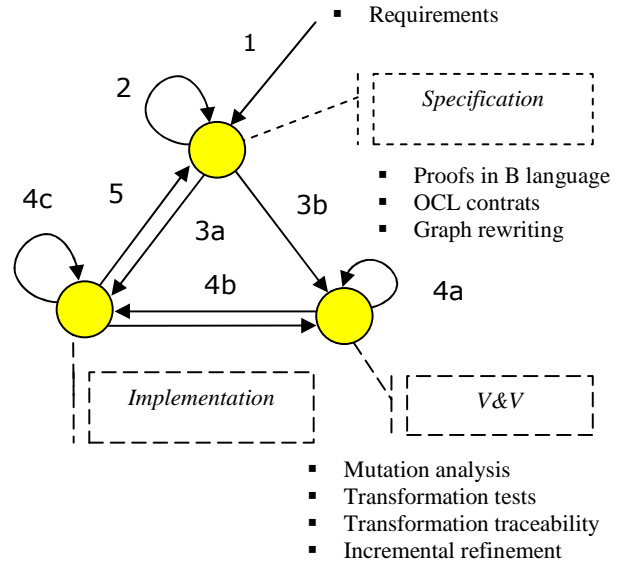 ▪ Requirements
1
2
Specification
▪ Proofs in B language
▪ OCL contrats
▪ Graph rewriting
4c
5
3a
3b
4b
4a
Implementation
V&V
▪ Mutation analysis
▪ Transformation tests
▪ Transformation traceability
▪ Incremental refinement